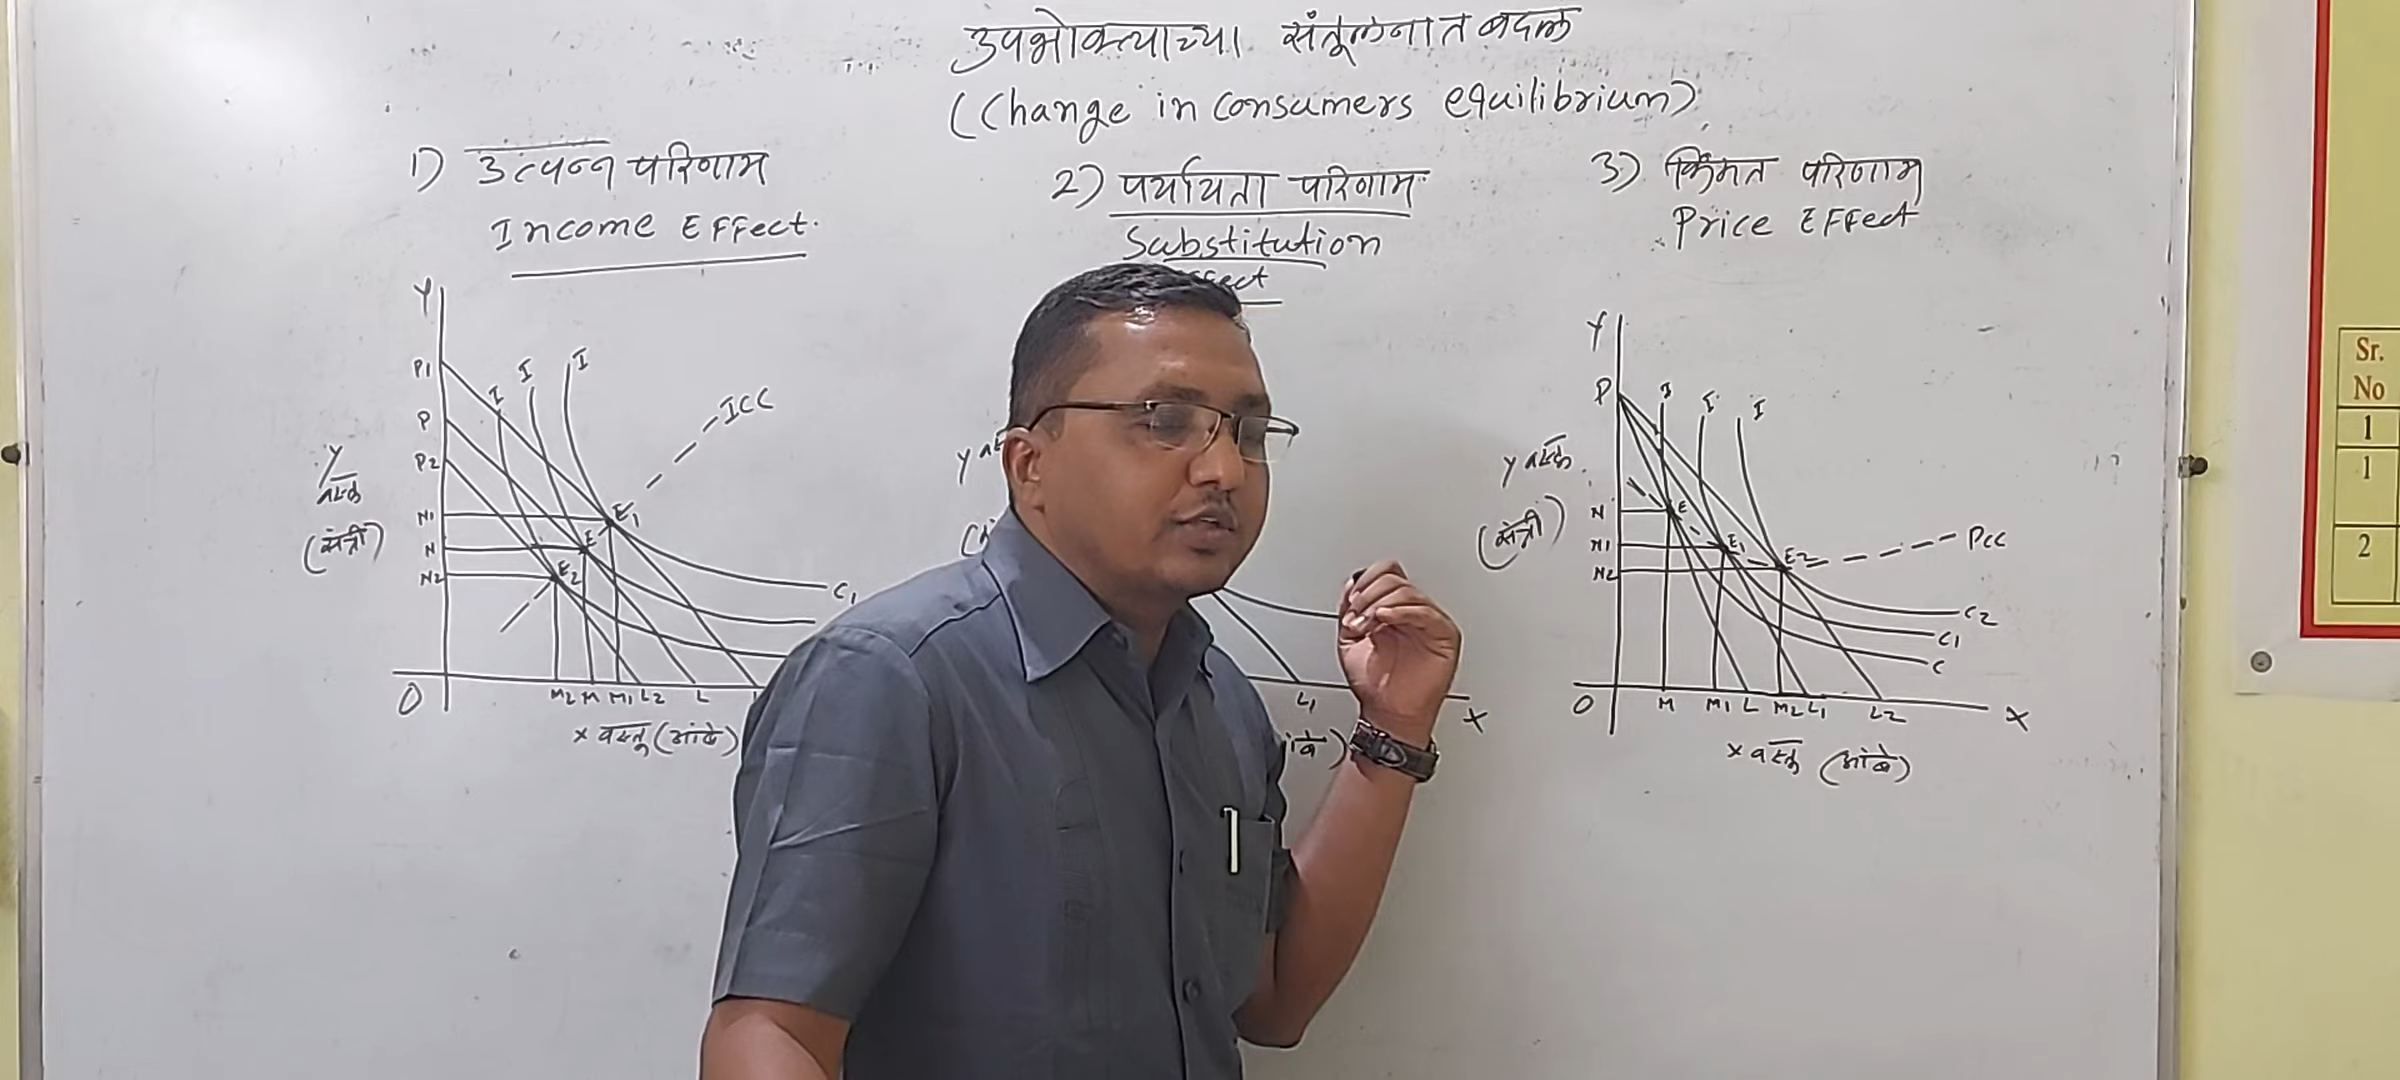 उपभोक्त्याच्या संतूलनात बदल
(Change in Consumers equilibrium)
1) उत्पन्न परिणाम
Income Effect.
2) पर्यायिता परिणाम
Substitution
3) किंमत परिणाम
Price Effect
Y
P1
P
P2
N1
N
N2
I
I
I
ICC
E1
E
E2
C1
Y
(संत्री)
O
M2 M M1 L2 L
X वस्तू (आंबे)
Y
L1
X
Y
P
I
I
I
Y वस्तू
(संत्री)
N
N1
N2
E
E1
E2
PCC
C2
C1
C
O
M M1 L M2 L1 L2
X
X वस्तू (आंबे)
Sr.
No
1
1
2